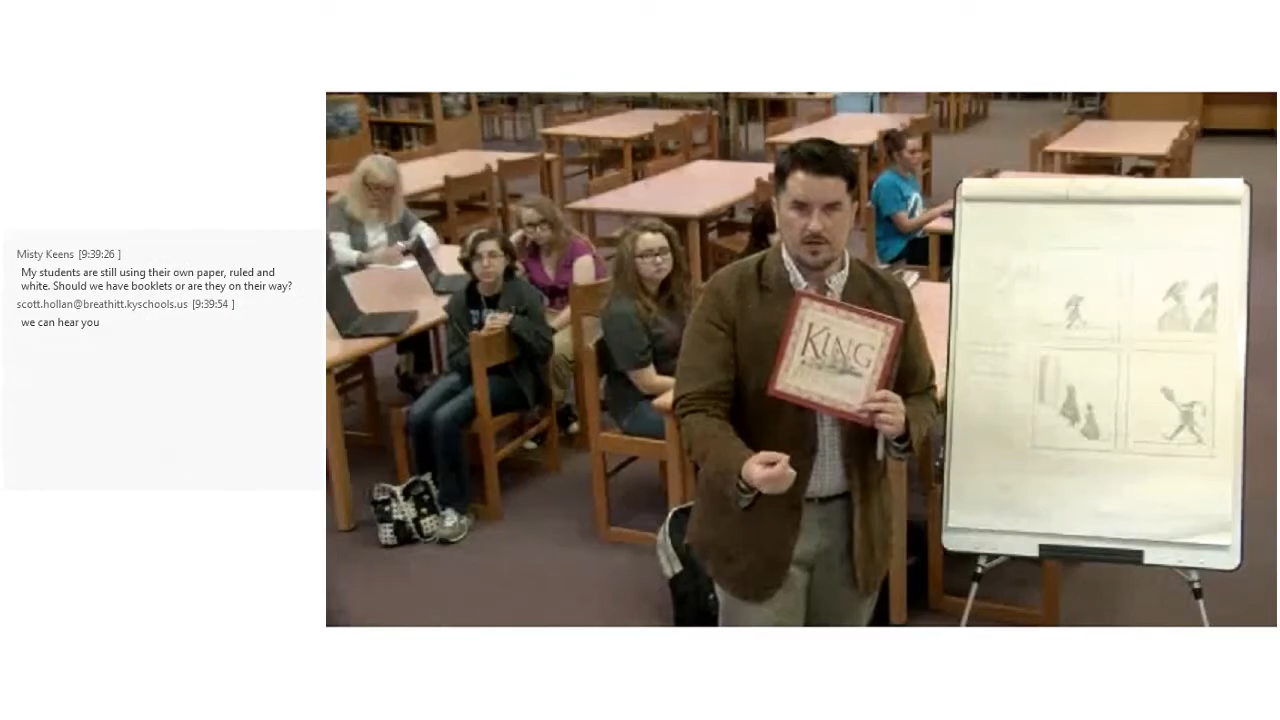 Misty Keens [9:39:26 ]
My students are still using their own paper, ruled and
white. Should we have booklets or are they on their way?
scott.hollan@breathitt.kyschools.us [9:39:54 ]
we can hear you
KING